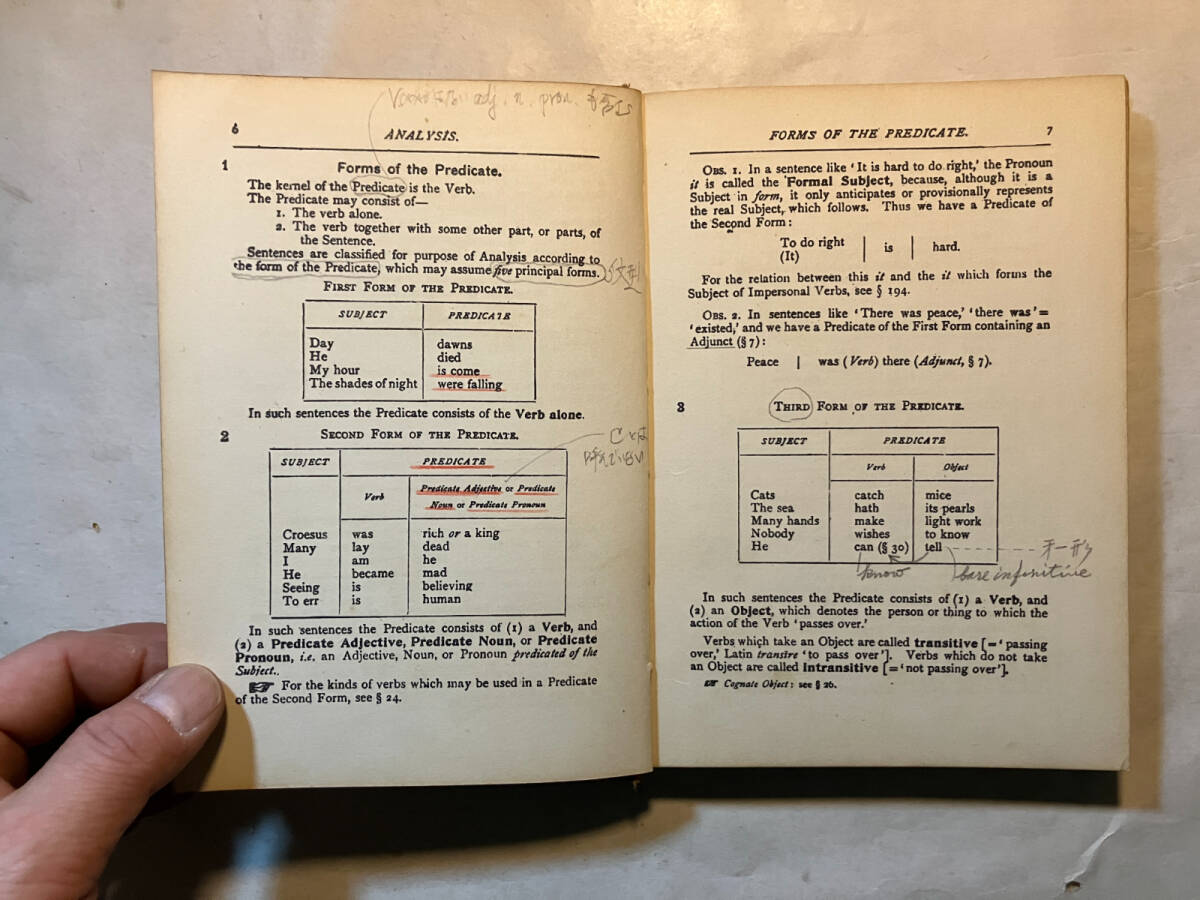 adj. n. pron.
6 ANALYSIS.
1 Forms of the Predicate.
The kernel of the Predicate is the Verb.
The Predicate may consist of—
1. The verb alone.
2. The verb together with some other part, or parts, of
the Sentence.
Sentences are classified for purpose of Analysis according to
the form of the Predicate, which may assume five principal forms.
FIRST FORM OF THE PREDICATE.
SUBJECT PREDICATE
Day dawns
He died
My hour is come
The shades of night were falling
In such sentences the Predicate consists of the Verb alone.
2 SECOND FORM OF THE PREDICATE.
SUBJECT PREDICATE
Verb Predicate Adjective or Predicate
Noun or Predicate Pronoun
Croesus was rich or a king
Many lay dead
I am he
He became mad
Seeing is believing
To err is human
In such sentences the Predicate consists of (1) a Verb, and
(2) a Predicate Adjective, Predicate Noun, or Predicate
Pronoun, i.e. an Adjective, Noun, or Pronoun predicated of the
Subject.
☞ For the kinds of verbs which may be used in a Predicate
of the Second Form, see § 24.
FORMS OF THE PREDICATE. 7
OBS. 1. In a sentence like ‘It is hard to do right,’ the Pronoun
it is called the Formal Subject, because, although it is a
Subject in form, it only anticipates or provisionally represents
the real Subject, which follows. Thus we have a Predicate of
the Second Form:
To do right is hard.
(It)
For the relation between this it and the it which forms the
Subject of Impersonal Verbs, see § 194.
OBS. 2. In sentences like ‘There was peace,’ ‘there was’=
‘existed,’ and we have a Predicate of the First Form containing an
Adjunct (§ 7):
Peace | was (Verb) there (Adjunct, § 7).
3 THIRD FORM OF THE PREDICATE.
SUBJECT PREDICATE
Verb Object
Cats catch mice
The sea hath its pearls
Many hands make light work
Nobody wishes to know
He can (§ 30) tell
know bare infinitive
In such sentences the Predicate consists of (1) a Verb, and
(2) an Object, which denotes the person or thing to which the
action of the Verb ‘passes over.’
Verbs which take an Object are called transitive [=‘passing
over,’ Latin transire ‘to pass over’]. Verbs which do not take
an Object are called intransitive [=‘not passing over’].
☞ Cognate Object: see § 26.